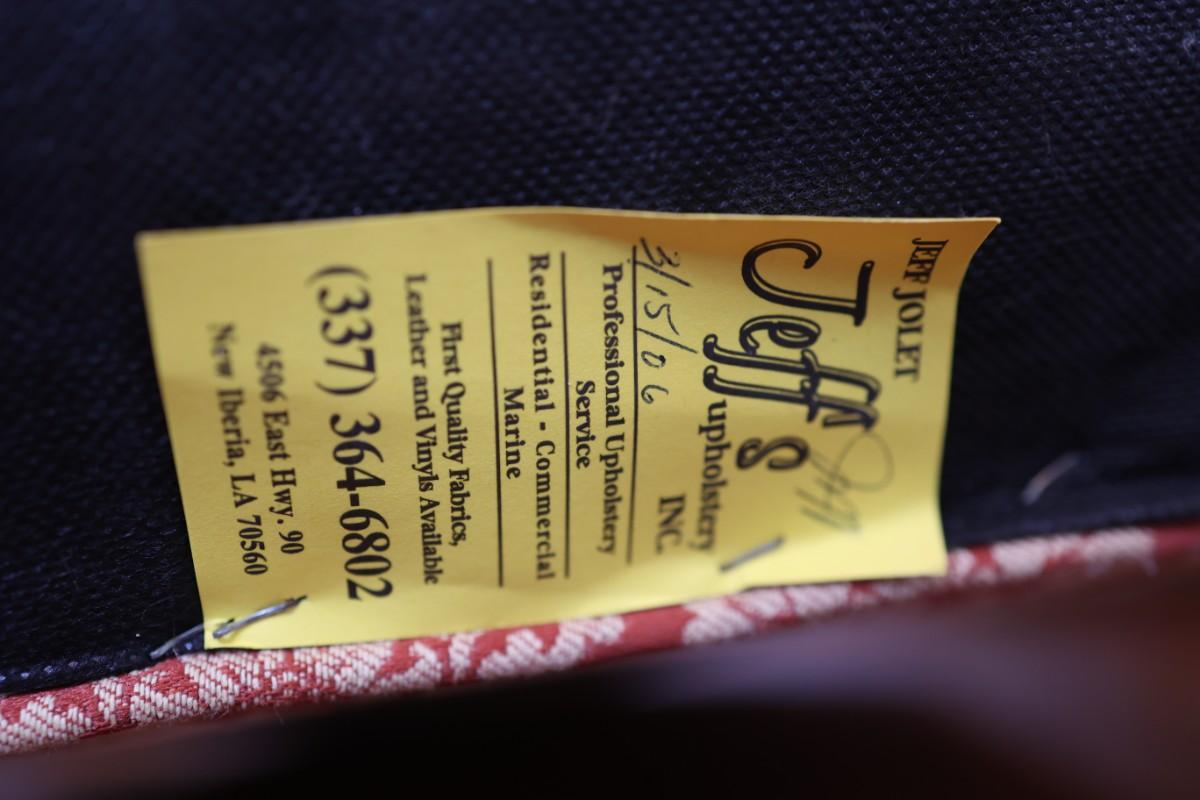 JEFF JOLET
Jeff's
upholstery
INC.
3/15/06
Professional Upholstery
Service
Residential - Commercial
Marine
First Quality Fabrics,
Leather and Vinyls Available
(337) 364-6802
4506 East Hwy. 90
New Iberia, LA 70560